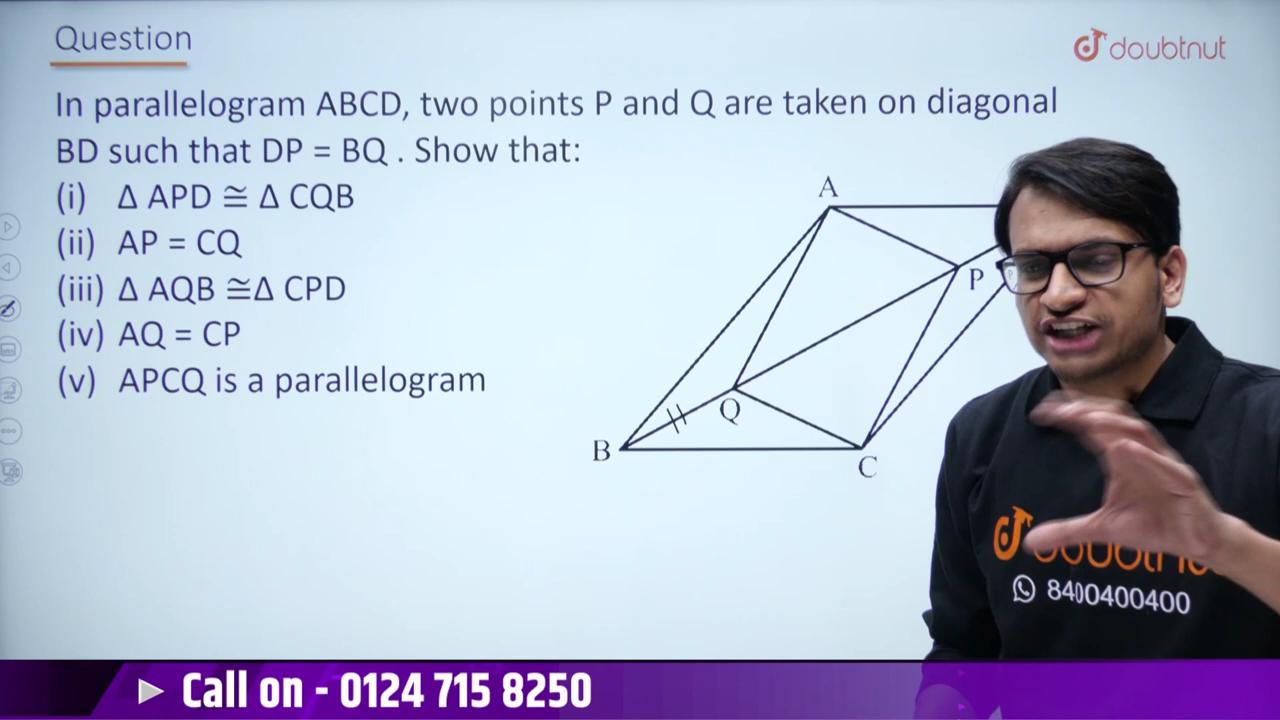 Question
doubtnut
In parallelogram ABCD, two points P and Q are taken on diagonal
BD such that DP = BQ . Show that:
(i) Δ APD ≅ Δ CQB
(ii) AP = CQ
(iii) Δ AQB ≅Δ CPD
(iv) AQ = CP
(v) APCQ is a parallelogram
A
P
Q
B
C
8400400400
Call on - 0124 715 8250